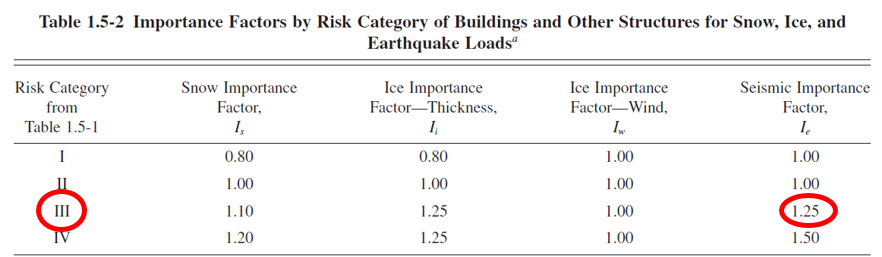 Table 1.5-2 Importance Factors by Risk Category of Buildings and Other Structures for Snow, Ice, and
Earthquake Loadsᵃ
Risk Category from Table 1.5-1 Snow Importance Factor, Iₛ Ice Importance Factor—Thickness, Iᵢ Ice Importance Factor—Wind, I_w Seismic Importance Factor, Iₑ
I 0.80 0.80 1.00 1.00
II 1.00 1.00 1.00 1.00
III 1.10 1.25 1.00 1.25
IV 1.20 1.25 1.00 1.50